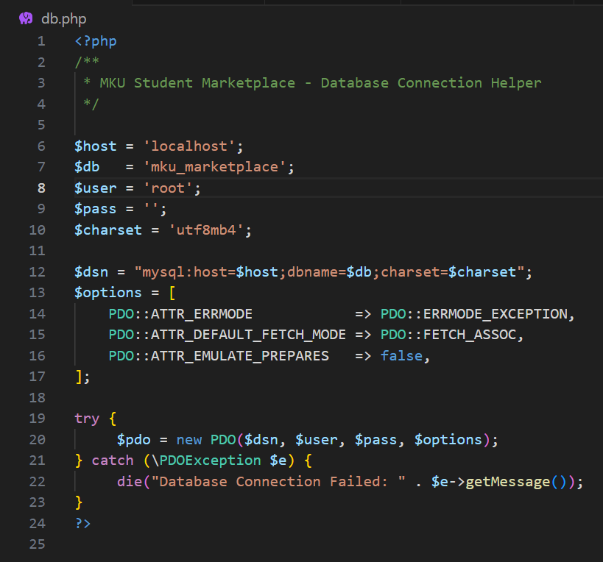 db.php
1 <?php
2 /**
3  * MKU Student Marketplace - Database Connection Helper
4  */
5
6 $host = 'localhost';
7 $db   = 'mku_marketplace';
8 $user = 'root';
9 $pass = '';
10 $charset = 'utf8mb4';
11
12 $dsn = "mysql:host=$host;dbname=$db;charset=$charset";
13 $options = [
14     PDO::ATTR_ERRMODE            => PDO::ERRMODE_EXCEPTION,
15     PDO::ATTR_DEFAULT_FETCH_MODE => PDO::FETCH_ASSOC,
16     PDO::ATTR_EMULATE_PREPARES   => false,
17 ];
18
19 try {
20      $pdo = new PDO($dsn, $user, $pass, $options);
21 } catch (\PDOException $e) {
22      die("Database Connection Failed: " . $e->getMessage());
23 }
24 ?>
25